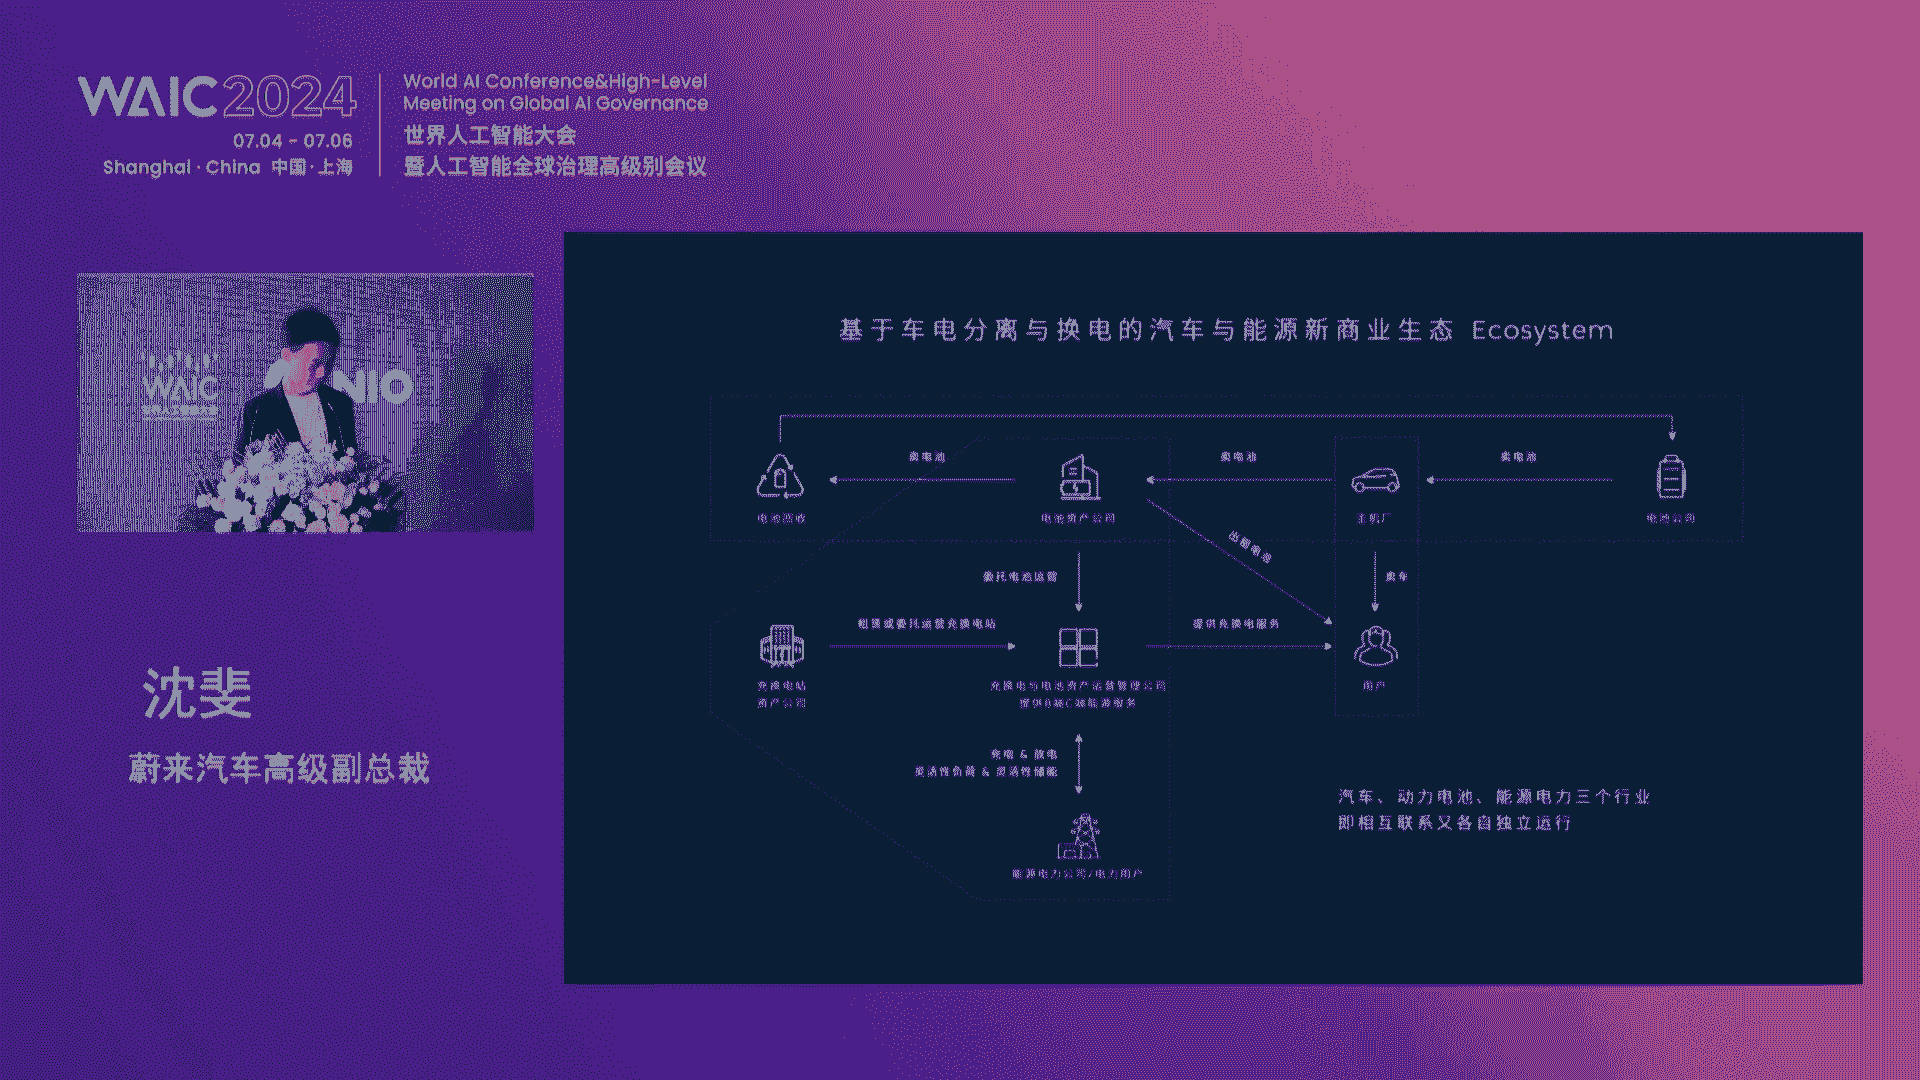 WAIC 2024
07.04 - 07.06
Shanghai · China 中国·上海
World AI Conference&High-Level
Meeting on Global AI Governance
世界人工智能大会
暨人工智能全球治理高级别会议
WAIC
NIO
沈斐
蔚来汽车高级副总裁
基于车电分离与换电的汽车与能源新商业生态 Ecosystem
卖电池
卖电池
卖电池
电池回收
电池资产公司
主机厂
电池公司
出租电池
委托电池运营
卖车
租赁或委托运营充换电站
提供充换电服务
充换电站
资产公司
充换电与电池资产运营管理公司
提供B端C端能源服务
用户
充电 & 放电
灵活性负荷 & 灵活性储能
能源电力公司/电力用户
汽车、动力电池、能源电力三个行业
即相互联系又各自独立运行